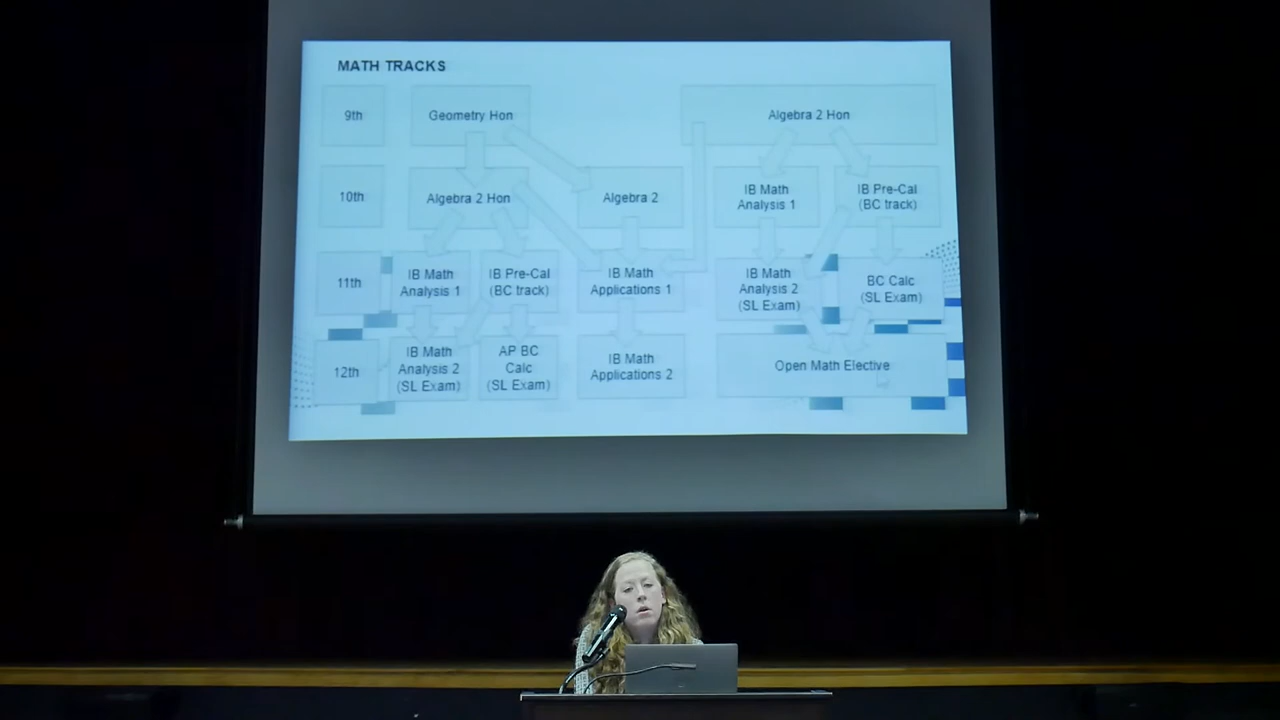 MATH TRACKS
9th
Geometry Hon
Algebra 2 Hon
10th
Algebra 2 Hon
Algebra 2
IB Math
Analysis 1
IB Pre-Cal
(BC track)
11th
IB Math
Analysis 1
IB Pre-Cal
(BC track)
IB Math
Applications 1
IB Math
Analysis 2
(SL Exam)
BC Calc
(SL Exam)
12th
IB Math
Analysis 2
(SL Exam)
AP BC
Calc
(SL Exam)
IB Math
Applications 2
Open Math Elective